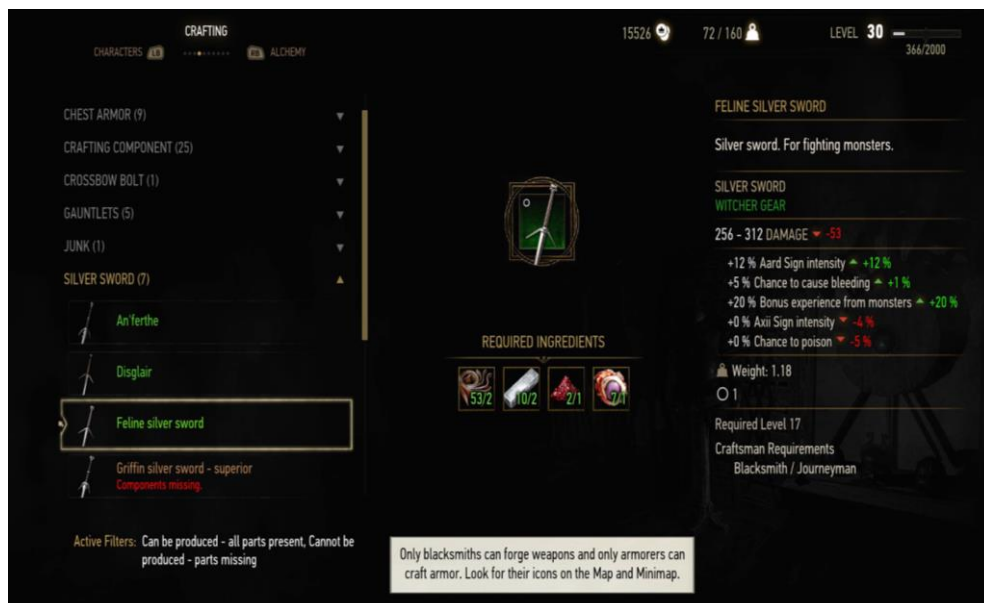 CRAFTING
CHARACTERS LB RB ALCHEMY
15526 72 / 160 LEVEL 30
366/2000
CHEST ARMOR (9)
CRAFTING COMPONENT (25)
CROSSBOW BOLT (1)
GAUNTLETS (5)
JUNK (1)
SILVER SWORD (7)
An'ferthe
Disglair
Feline silver sword
Griffin silver sword - superior
Components missing.
Active Filters: Can be produced - all parts present, Cannot be
produced - parts missing
REQUIRED INGREDIENTS
53/2 10/2 2/1 7/1
Only blacksmiths can forge weapons and only armorers can
craft armor. Look for their icons on the Map and Minimap.
FELINE SILVER SWORD
Silver sword. For fighting monsters.
SILVER SWORD
WITCHER GEAR
256 - 312 DAMAGE -53
+12 % Aard Sign intensity +12 %
+5 % Chance to cause bleeding +1 %
+20 % Bonus experience from monsters +20 %
+0 % Axii Sign intensity -4 %
+0 % Chance to poison -5 %
Weight: 1.18
1
Required Level 17
Craftsman Requirements
Blacksmith / Journeyman